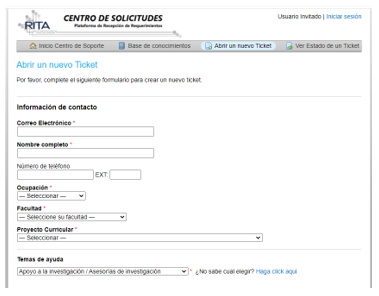 RITA
CENTRO DE SOLICITUDES
Plataforma de Recepción de Requerimientos
Usuario Invitado | Iniciar sesión
Inicio Centro de Soporte
Base de conocimientos
Abrir un nuevo Ticket
Ver Estado de un Ticket
Abrir un nuevo Ticket
Por favor, complete el siguiente formulario para crear un nuevo ticket.
Información de contacto
Correo Electrónico *
Nombre completo *
Número de teléfono
EXT:
Ocupación *
— Seleccionar —
Facultad *
— Seleccione su facultad —
Proyecto Curricular *
— Seleccionar —
Temas de ayuda
Apoyo a la investigación / Asesorías de investigación * ¿No sabe cual elegir? Haga click aquí